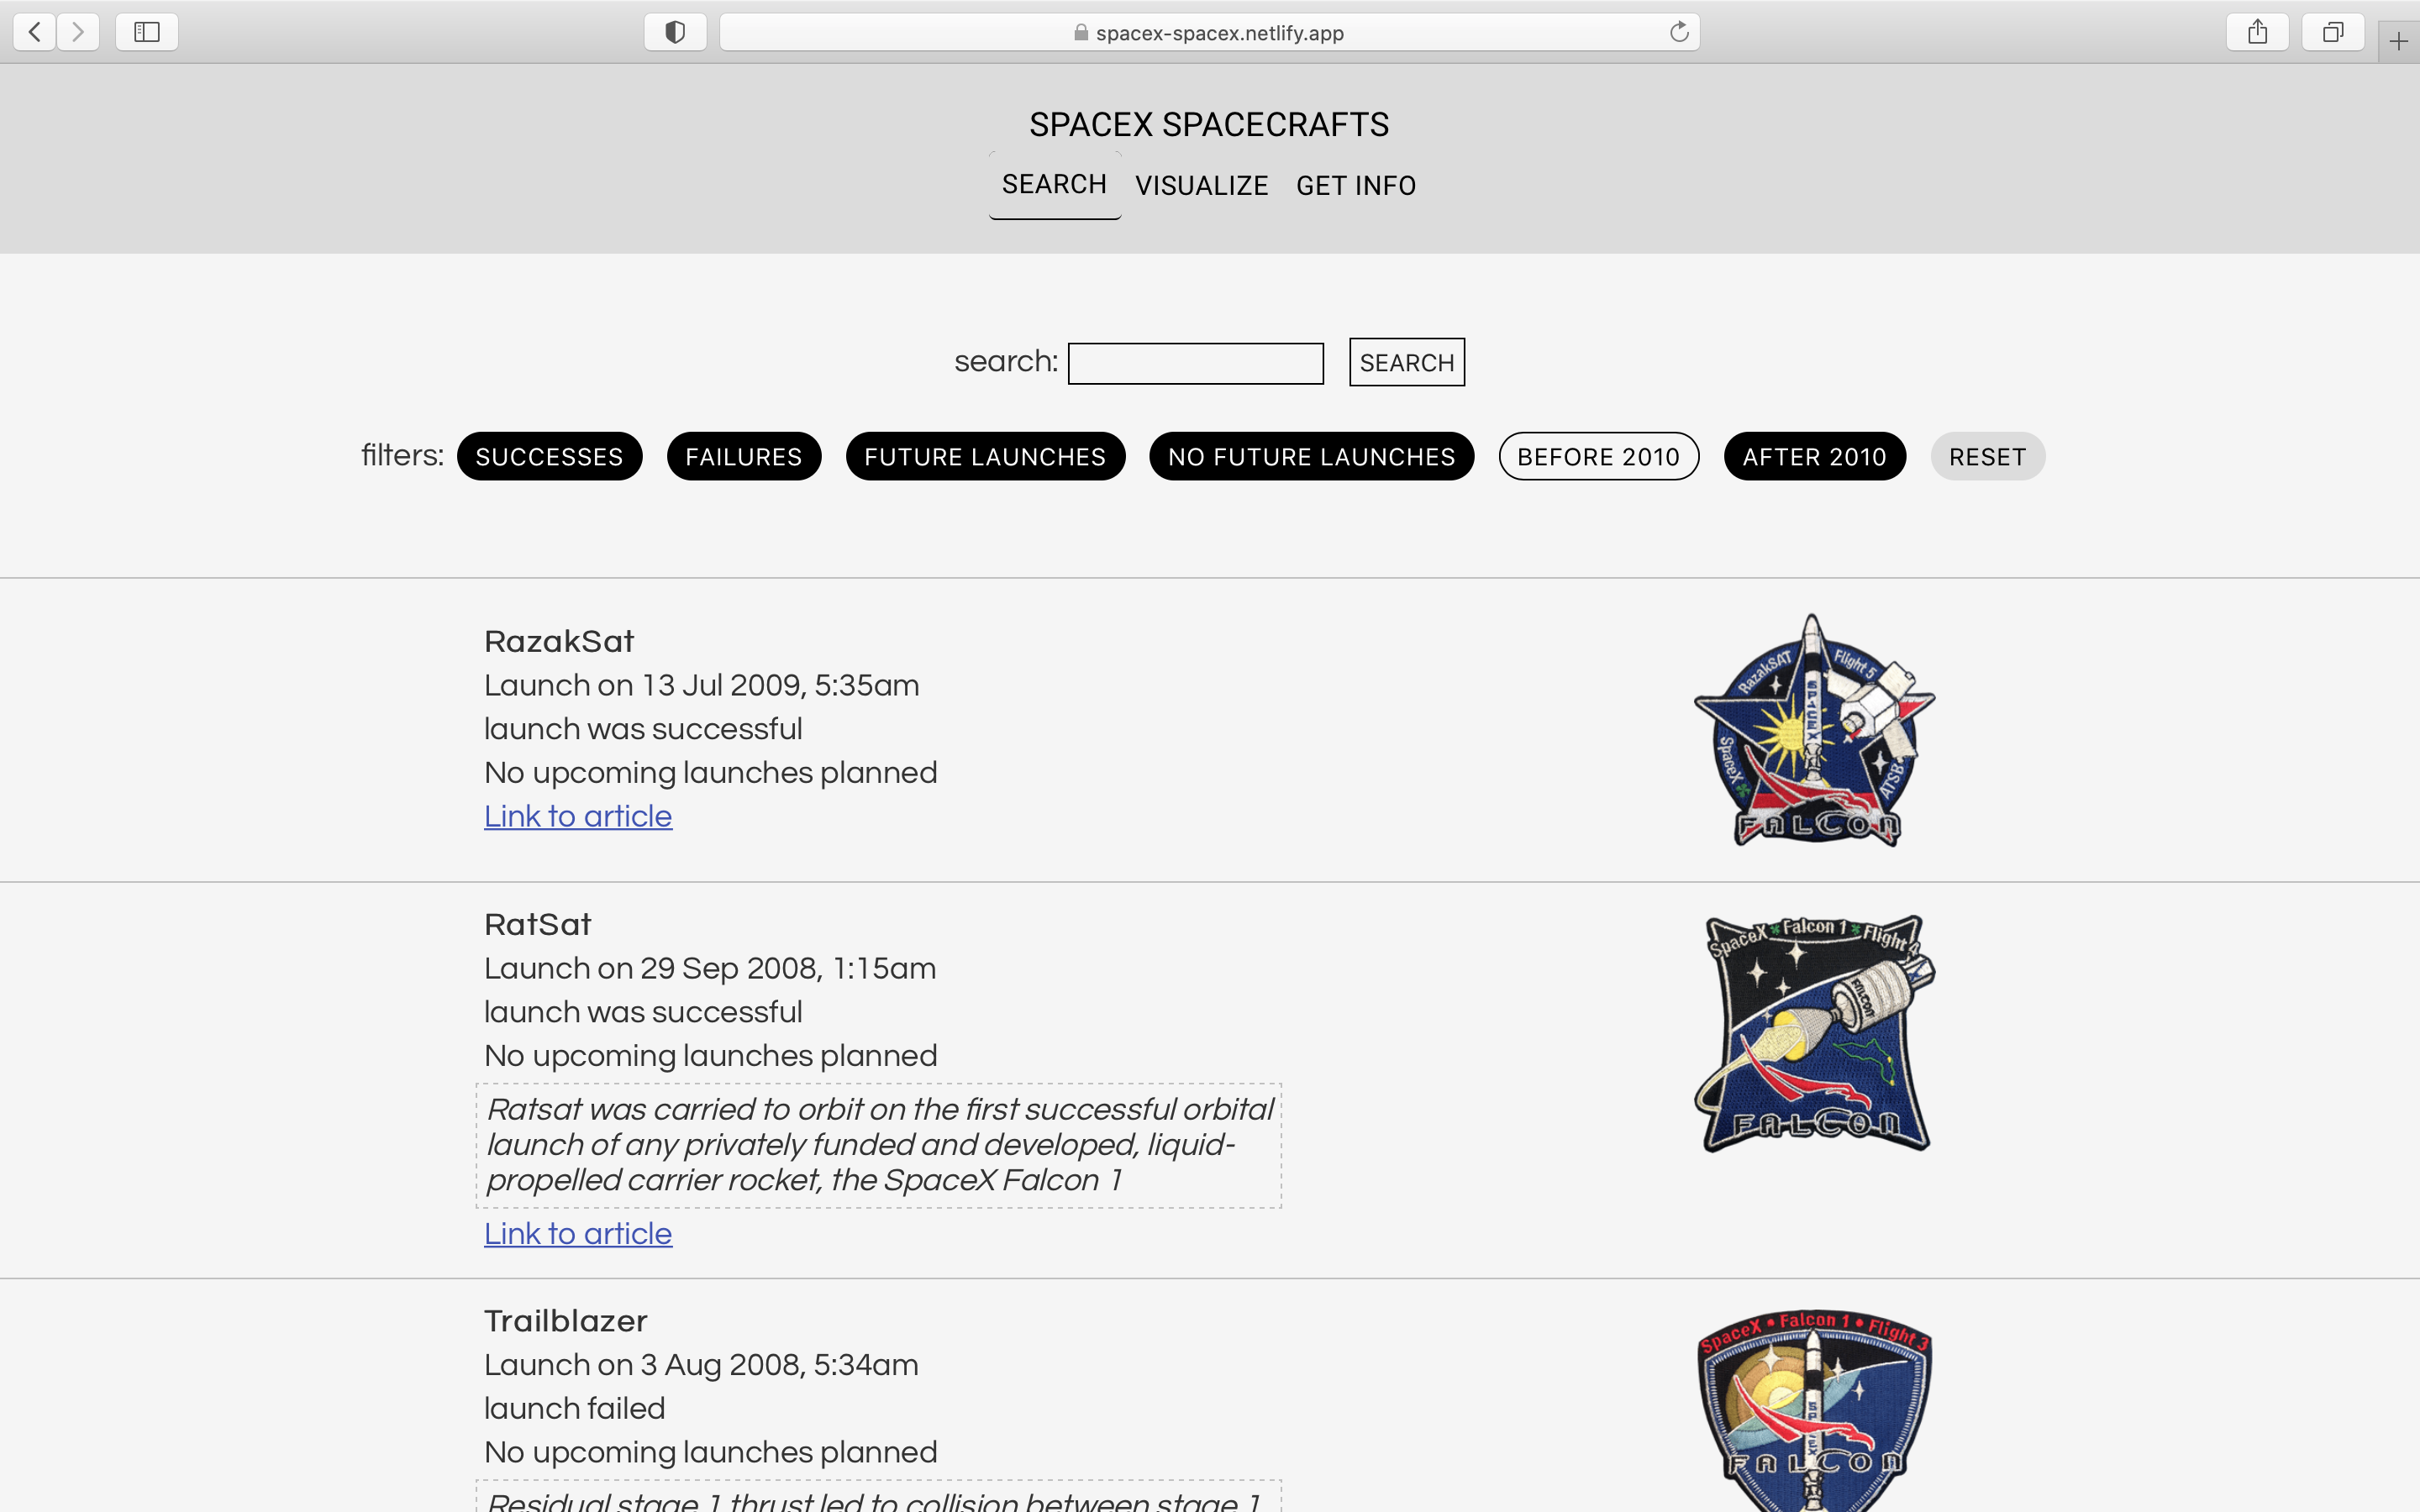 spacex-spacex.netlify.app
SPACEX SPACECRAFTS
SEARCH VISUALIZE GET INFO
search: SEARCH
filters: SUCCESSES FAILURES FUTURE LAUNCHES NO FUTURE LAUNCHES BEFORE 2010 AFTER 2010 RESET
RazakSat
Launch on 13 Jul 2009, 5:35am
launch was successful
No upcoming launches planned
Link to article
RazakSAT Flight 5
SPACEX
SpaceX
ATSB
FALCON
RatSat
Launch on 29 Sep 2008, 1:15am
launch was successful
No upcoming launches planned
Ratsat was carried to orbit on the first successful orbital
launch of any privately funded and developed, liquid-
propelled carrier rocket, the SpaceX Falcon 1
Link to article
SpaceX Falcon 1 Flight 4
FALCON
FALCON
Trailblazer
Launch on 3 Aug 2008, 5:34am
launch failed
No upcoming launches planned
Residual stage 1 thrust led to collision between stage 1
SpaceX • Falcon 1 • Flight 3
SPACEX
FALCON